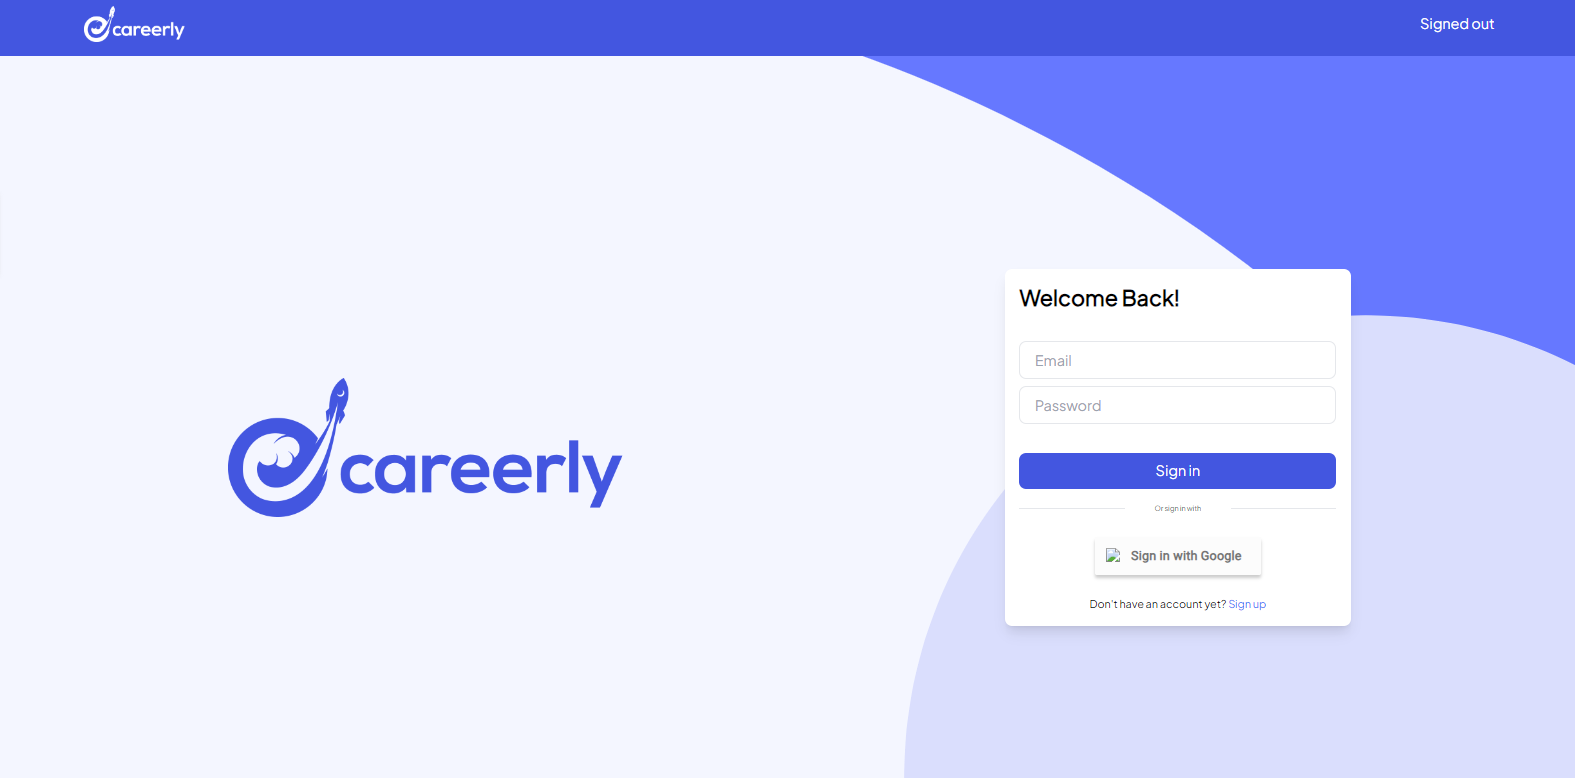 careerly
Signed out
Welcome Back!
Email
Password
careerly
Sign in
Or sign in with
Sign in with Google
Don't have an account yet? Sign up